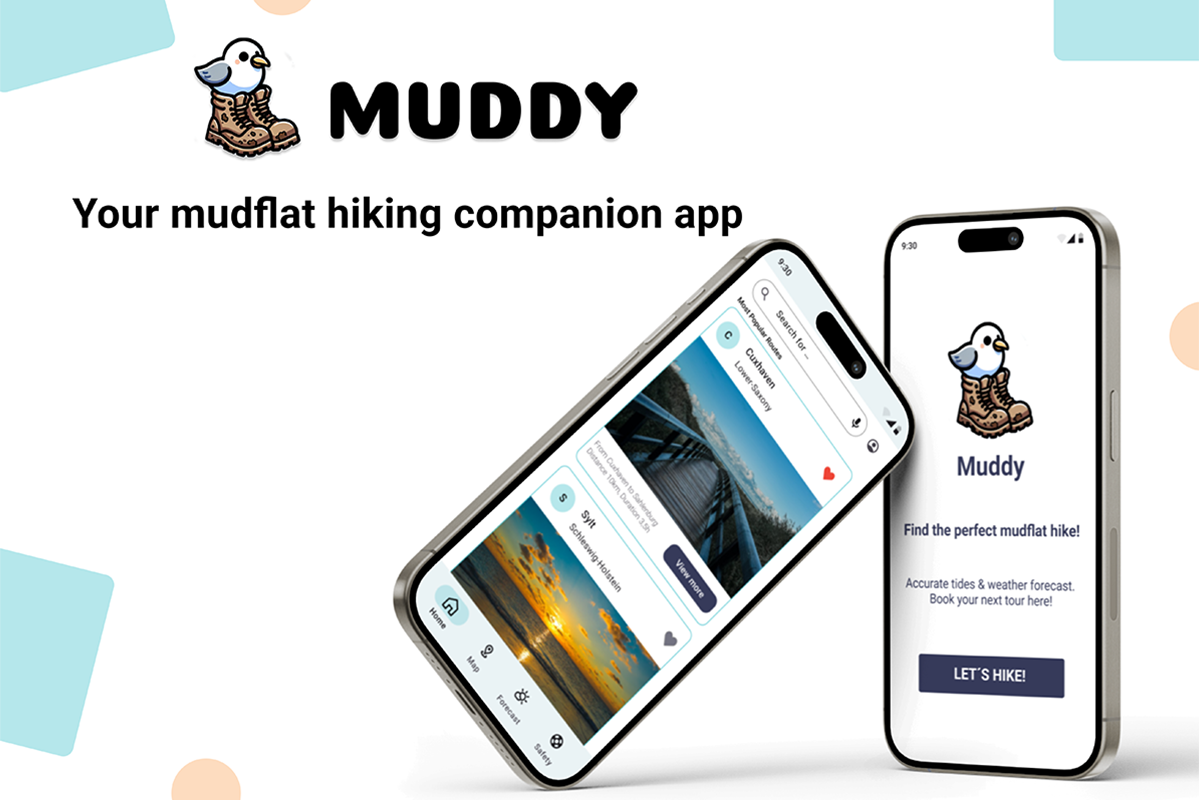 MUDDY
Your mudflat hiking companion app
9:30
Search for ...
Most Popular Routes
C
Cuxhaven
Lower-Saxony
From Cuxhaven to Sahlenburg
Distance 10km, Duration 3,5h
View more
S
Sylt
Schleswig-Holstein
Home
Map
Forecast
Safety
9:30
Muddy
Find the perfect mudflat hike!
Accurate tides & weather forecast.
Book your next tour here!
LET´S HIKE!